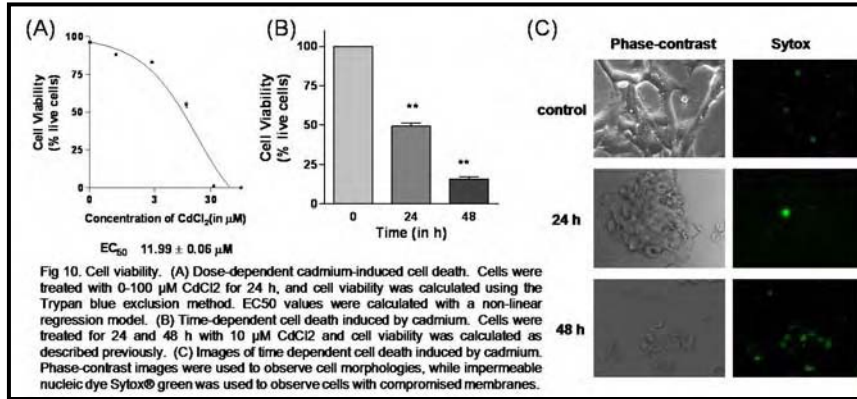 (A)
100
75
50
25
0
Cell Viability
(% live cells)
0 3 30
Concentration of CdCl2(in µM)
EC50 11.99 ± 0.06 µM
(B)
100
75
50
25
0
Cell Viability
(% live cells)
**
**
0 24 48
Time (in h)
(C)
Phase-contrast Sytox
control
24 h
48 h
Fig 10. Cell viability. (A) Dose-dependent cadmium-induced cell death. Cells were
treated with 0-100 µM CdCl2 for 24 h, and cell viability was calculated using the
Trypan blue exclusion method. EC50 values were calculated with a non-linear
regression model. (B) Time-dependent cell death induced by cadmium. Cells were
treated for 24 and 48 h with 10 µM CdCl2 and cell viability was calculated as
described previously. (C) Images of time dependent cell death induced by cadmium.
Phase-contrast images were used to observe cell morphologies, while impermeable
nucleic dye Sytox® green was used to observe cells with compromised membranes.